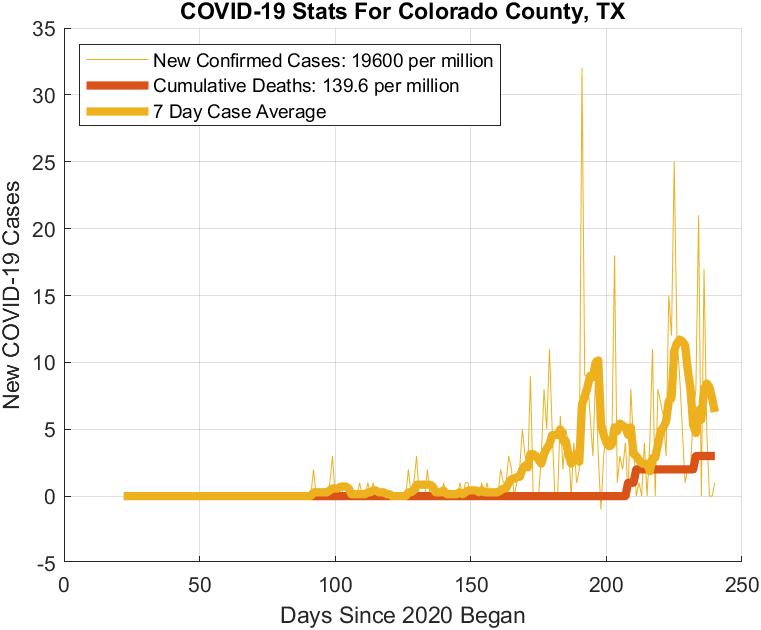 COVID-19 Stats For Colorado County, TX
35
New Confirmed Cases: 19600 per million
Cumulative Deaths: 139.6 per million
7 Day Case Average
30
25
20
15
10
5
0
-5
New COVID-19 Cases
0 50 100 150 200 250
Days Since 2020 Began